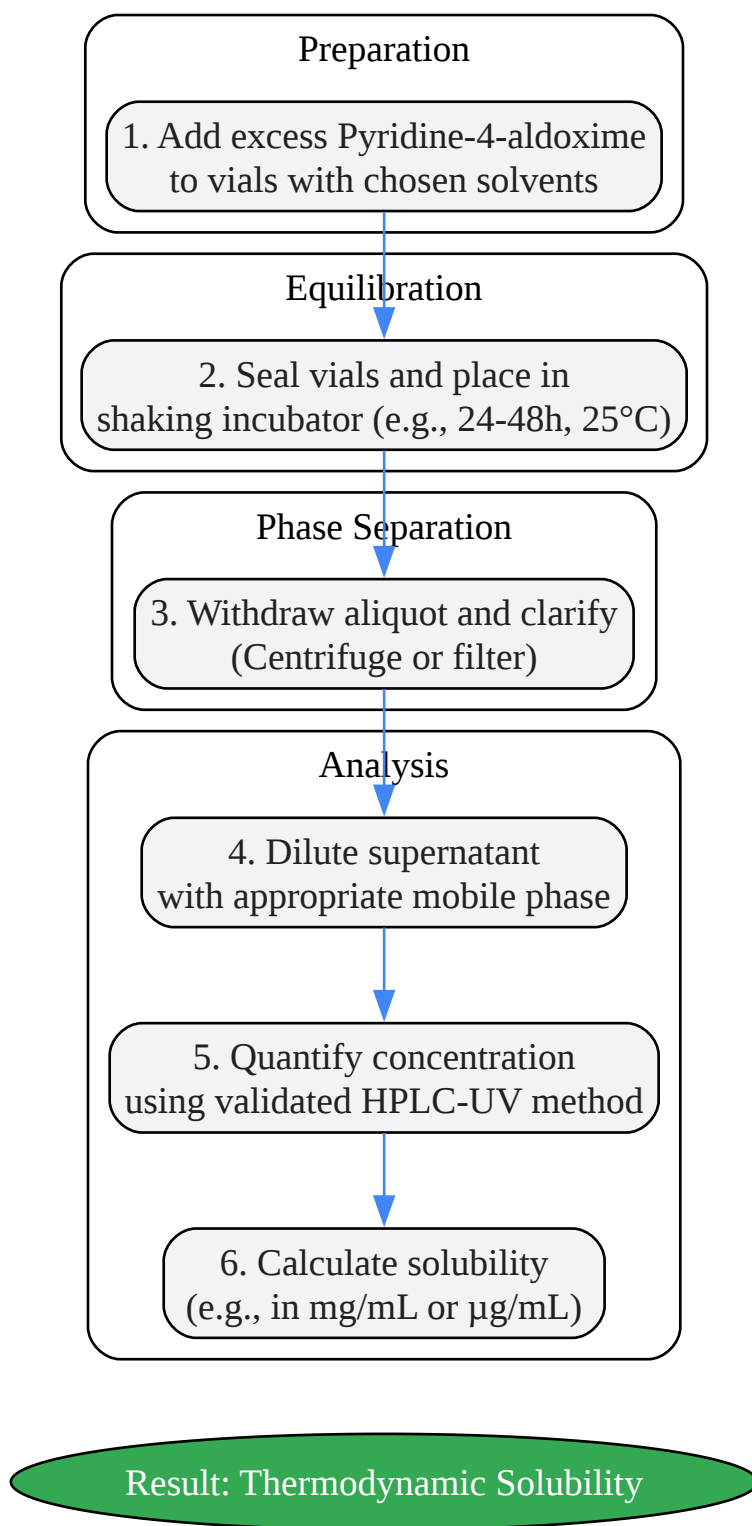 Preparation
1. Add excess Pyridine-4-aldoxime
to vials with chosen solvents
Equilibration
2. Seal vials and place in
shaking incubator (e.g., 24-48h, 25°C)
Phase Separation
3. Withdraw aliquot and clarify
(Centrifuge or filter)
Analysis
4. Dilute supernatant
with appropriate mobile phase
5. Quantify concentration
using validated HPLC-UV method
6. Calculate solubility
(e.g., in mg/mL or µg/mL)
Result: Thermodynamic Solubility